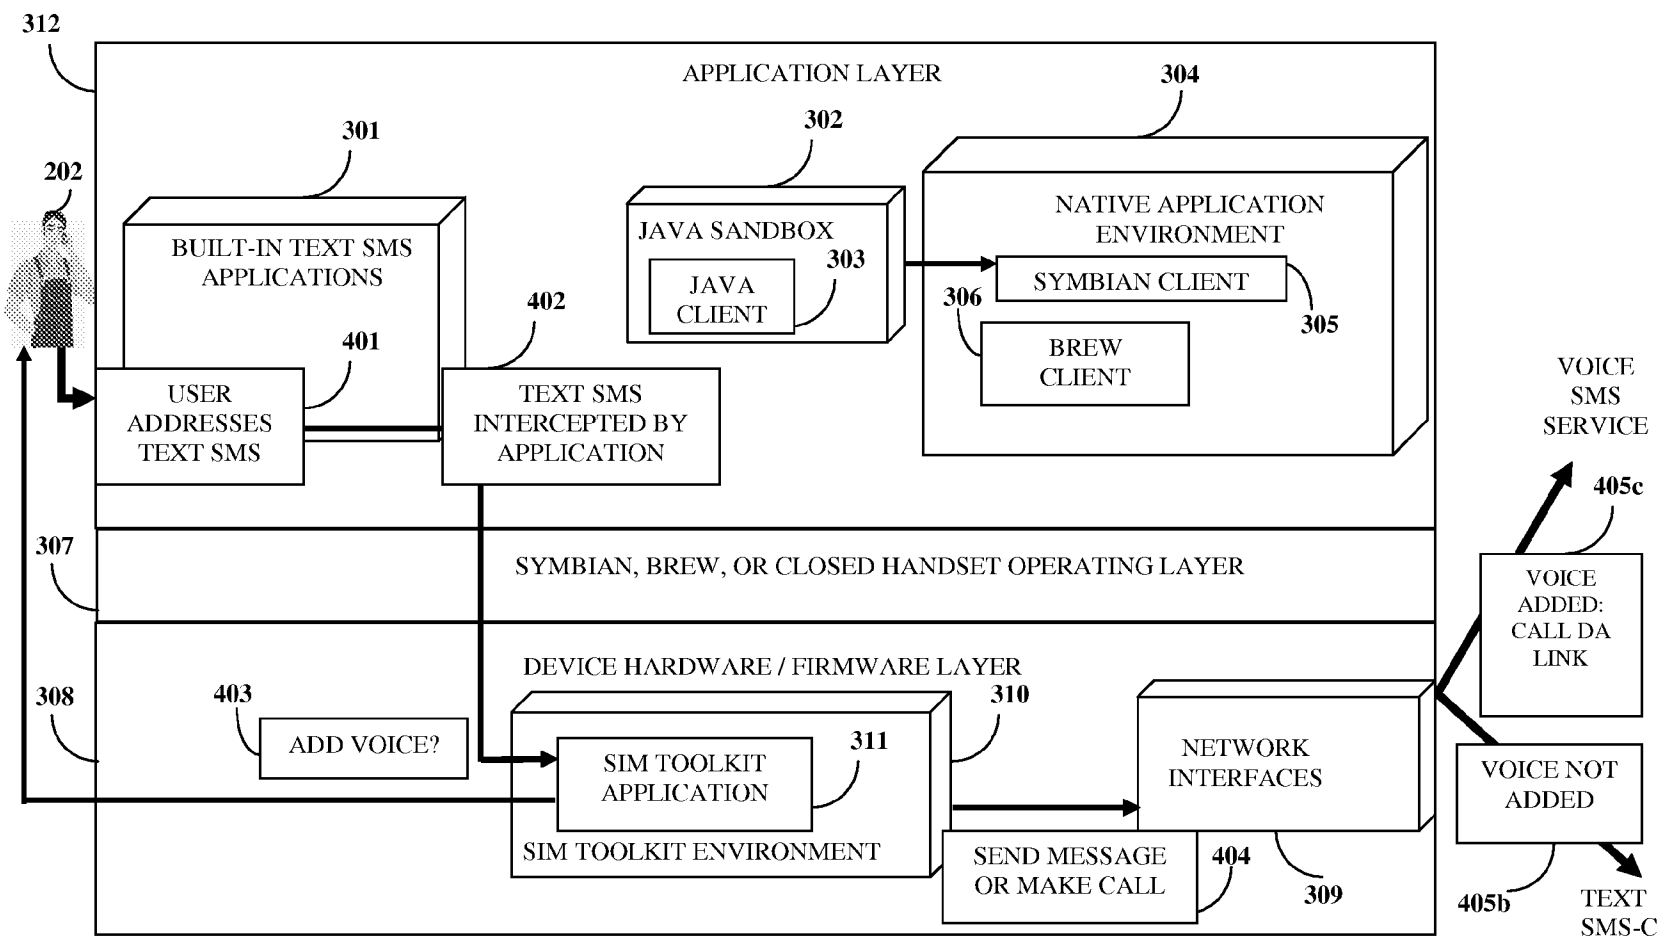 312
APPLICATION LAYER
304
302
301
202
NATIVE APPLICATION
ENVIRONMENT
JAVA SANDBOX
BUILT-IN TEXT SMS
APPLICATIONS
303
SYMBIAN CLIENT
JAVA
CLIENT
306
402
305
401
BREW
CLIENT
VOICE
SMS
SERVICE
USER
ADDRESSES
TEXT SMS
TEXT SMS
INTERCEPTED BY
APPLICATION
405c
307
SYMBIAN, BREW, OR CLOSED HANDSET OPERATING LAYER
VOICE
ADDED:
CALL DA
LINK
DEVICE HARDWARE / FIRMWARE LAYER
308
403
310
ADD VOICE?
311
SIM TOOLKIT
APPLICATION
NETWORK
INTERFACES
VOICE NOT
ADDED
SIM TOOLKIT ENVIRONMENT
SEND MESSAGE
OR MAKE CALL
404
309
405b
TEXT
SMS-C